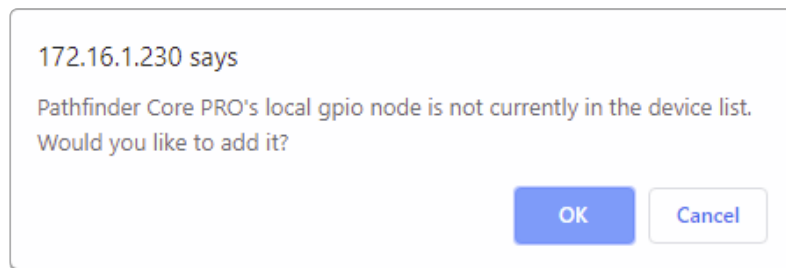 172.16.1.230 says
Pathfinder Core PRO's local gpio node is not currently in the device list.
Would you like to add it?
OK
Cancel